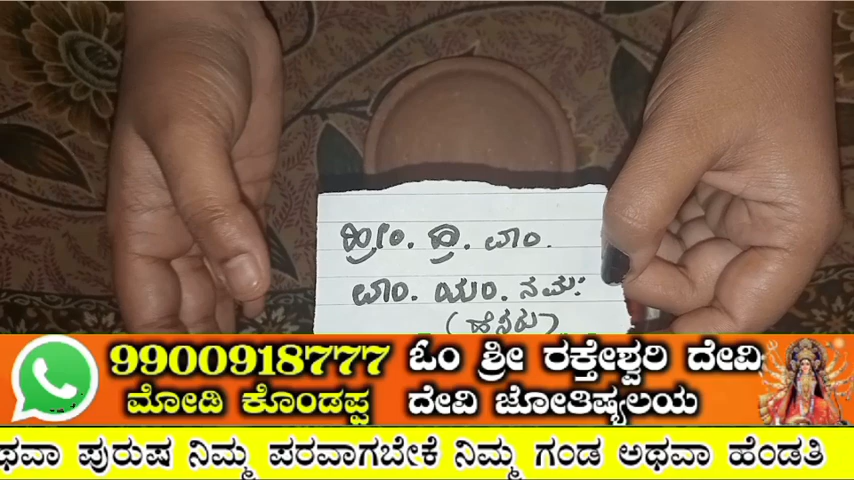 ಹ್ರೀಂ. ಹ್ರಿ. ವಾಂ.
ವಾಂ. ಯಂ. ನಮಃ
(ಹೆಸರು)
9900918777 ಓಂ ಶ್ರೀ ರಕ್ತೇಶ್ವರಿ ದೇವಿ
ಮೋಡಿ ಕೊಂಡಪ್ಪ ದೇವಿ ಜೋತಿಷ್ಯಲಯ
ಥವಾ ಪುರುಷ ನಿಮ್ಮ ಪರವಾಗಬೇಕೆ ನಿಮ್ಮ ಗಂಡ ಅಥವಾ ಹೆಂಡತಿ